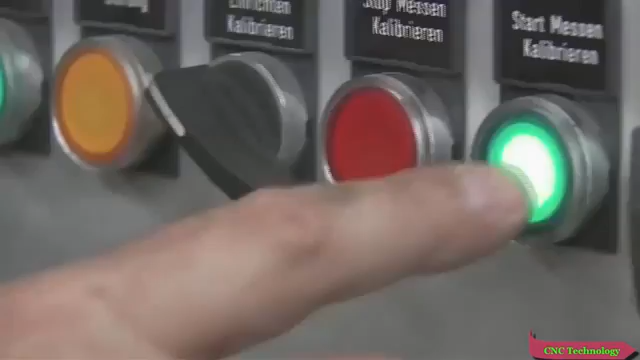 Einrichten
Kalibrieren
Stop Messen
Kalibrieren
Start Messen
Kalibrieren
CNC Technology